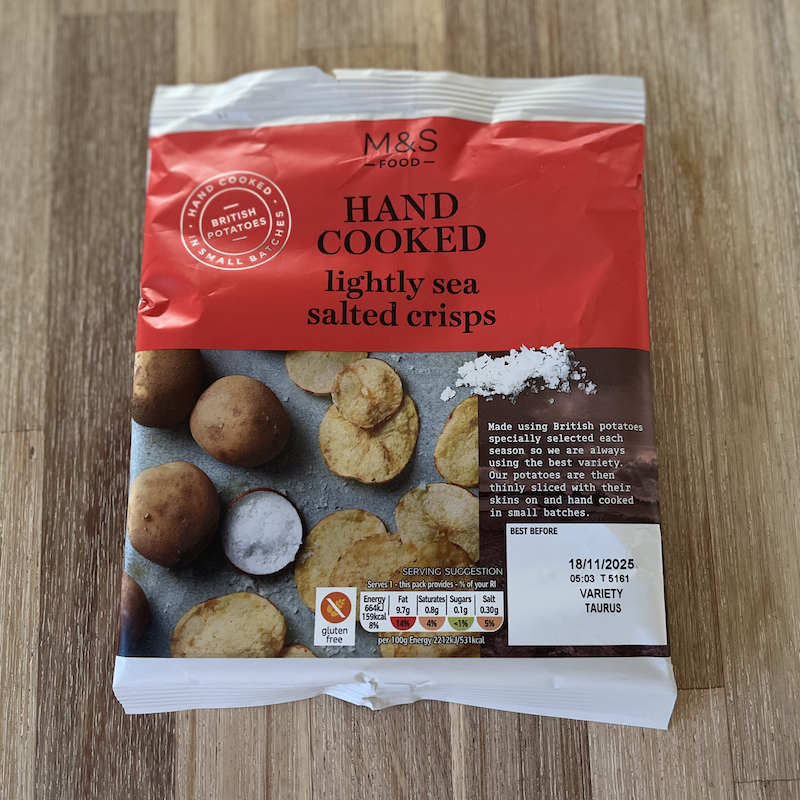 M&S
FOOD
HAND COOKED
BRITISH
POTATOES
IN SMALL BATCHES
HAND
COOKED
lightly sea
salted crisps
Made using British potatoes
specially selected each
season so we are always
using the best variety.
Our potatoes are then
thinly sliced with their
skins on and hand cooked
in small batches.
BEST BEFORE
18/11/2025
05:03 T 5161
VARIETY
TAURUS
SERVING SUGGESTION
Serves 1 - this pack provides - % of your RI
Energy Fat Saturates Sugars Salt
664kJ 9.7g 0.8g 0.1g 0.30g
159kcal
8% 14% 4% <1% 5%
per 100g Energy 2212kJ/531kcal
gluten
free